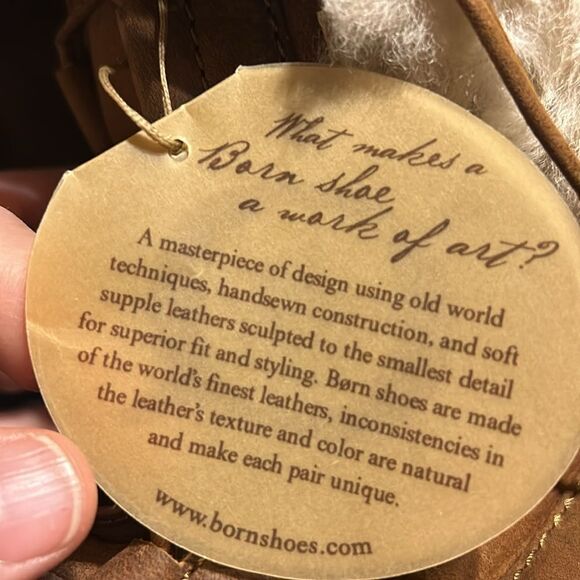 What makes a
Børn shoe
a work of art?
A masterpiece of design using old world
techniques, handsewn construction, and soft
supple leathers sculpted to the smallest detail
for superior fit and styling. Børn shoes are made
of the world's finest leathers, inconsistencies in
the leather's texture and color are natural
and make each pair unique.
www.bornshoes.com